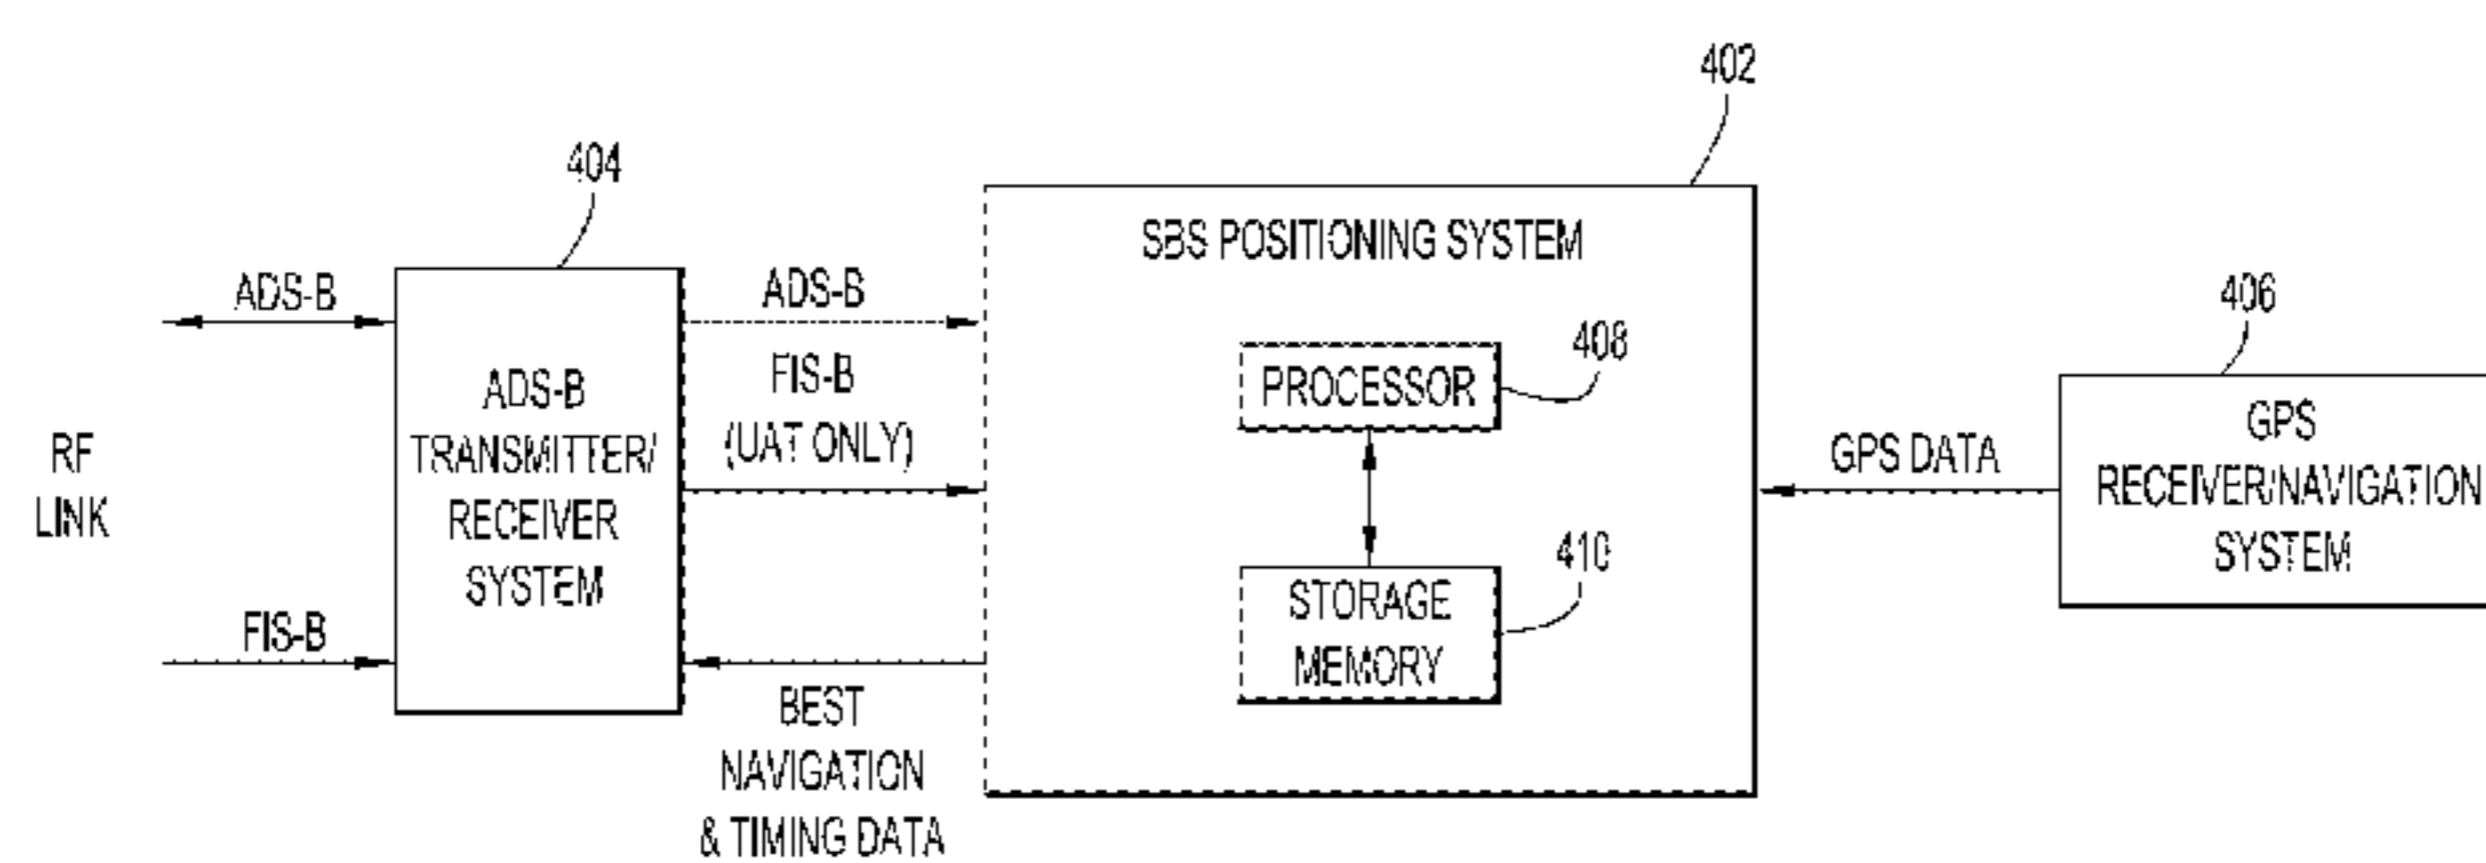 402
404
SBS POSITIONING SYSTEM
ADS-B
ADS-B
406
408
FIS-B
(UAT ONLY)
PROCESSOR
ADS-B
TRANSMITTER/
RECEIVER
SYSTEM
RF
LINK
GPS DATA
GPS
RECEIVER/NAVIGATION
SYSTEM
410
STORAGE
MEMORY
FIS-B
BEST
NAVIGATION
& TIMING DATA